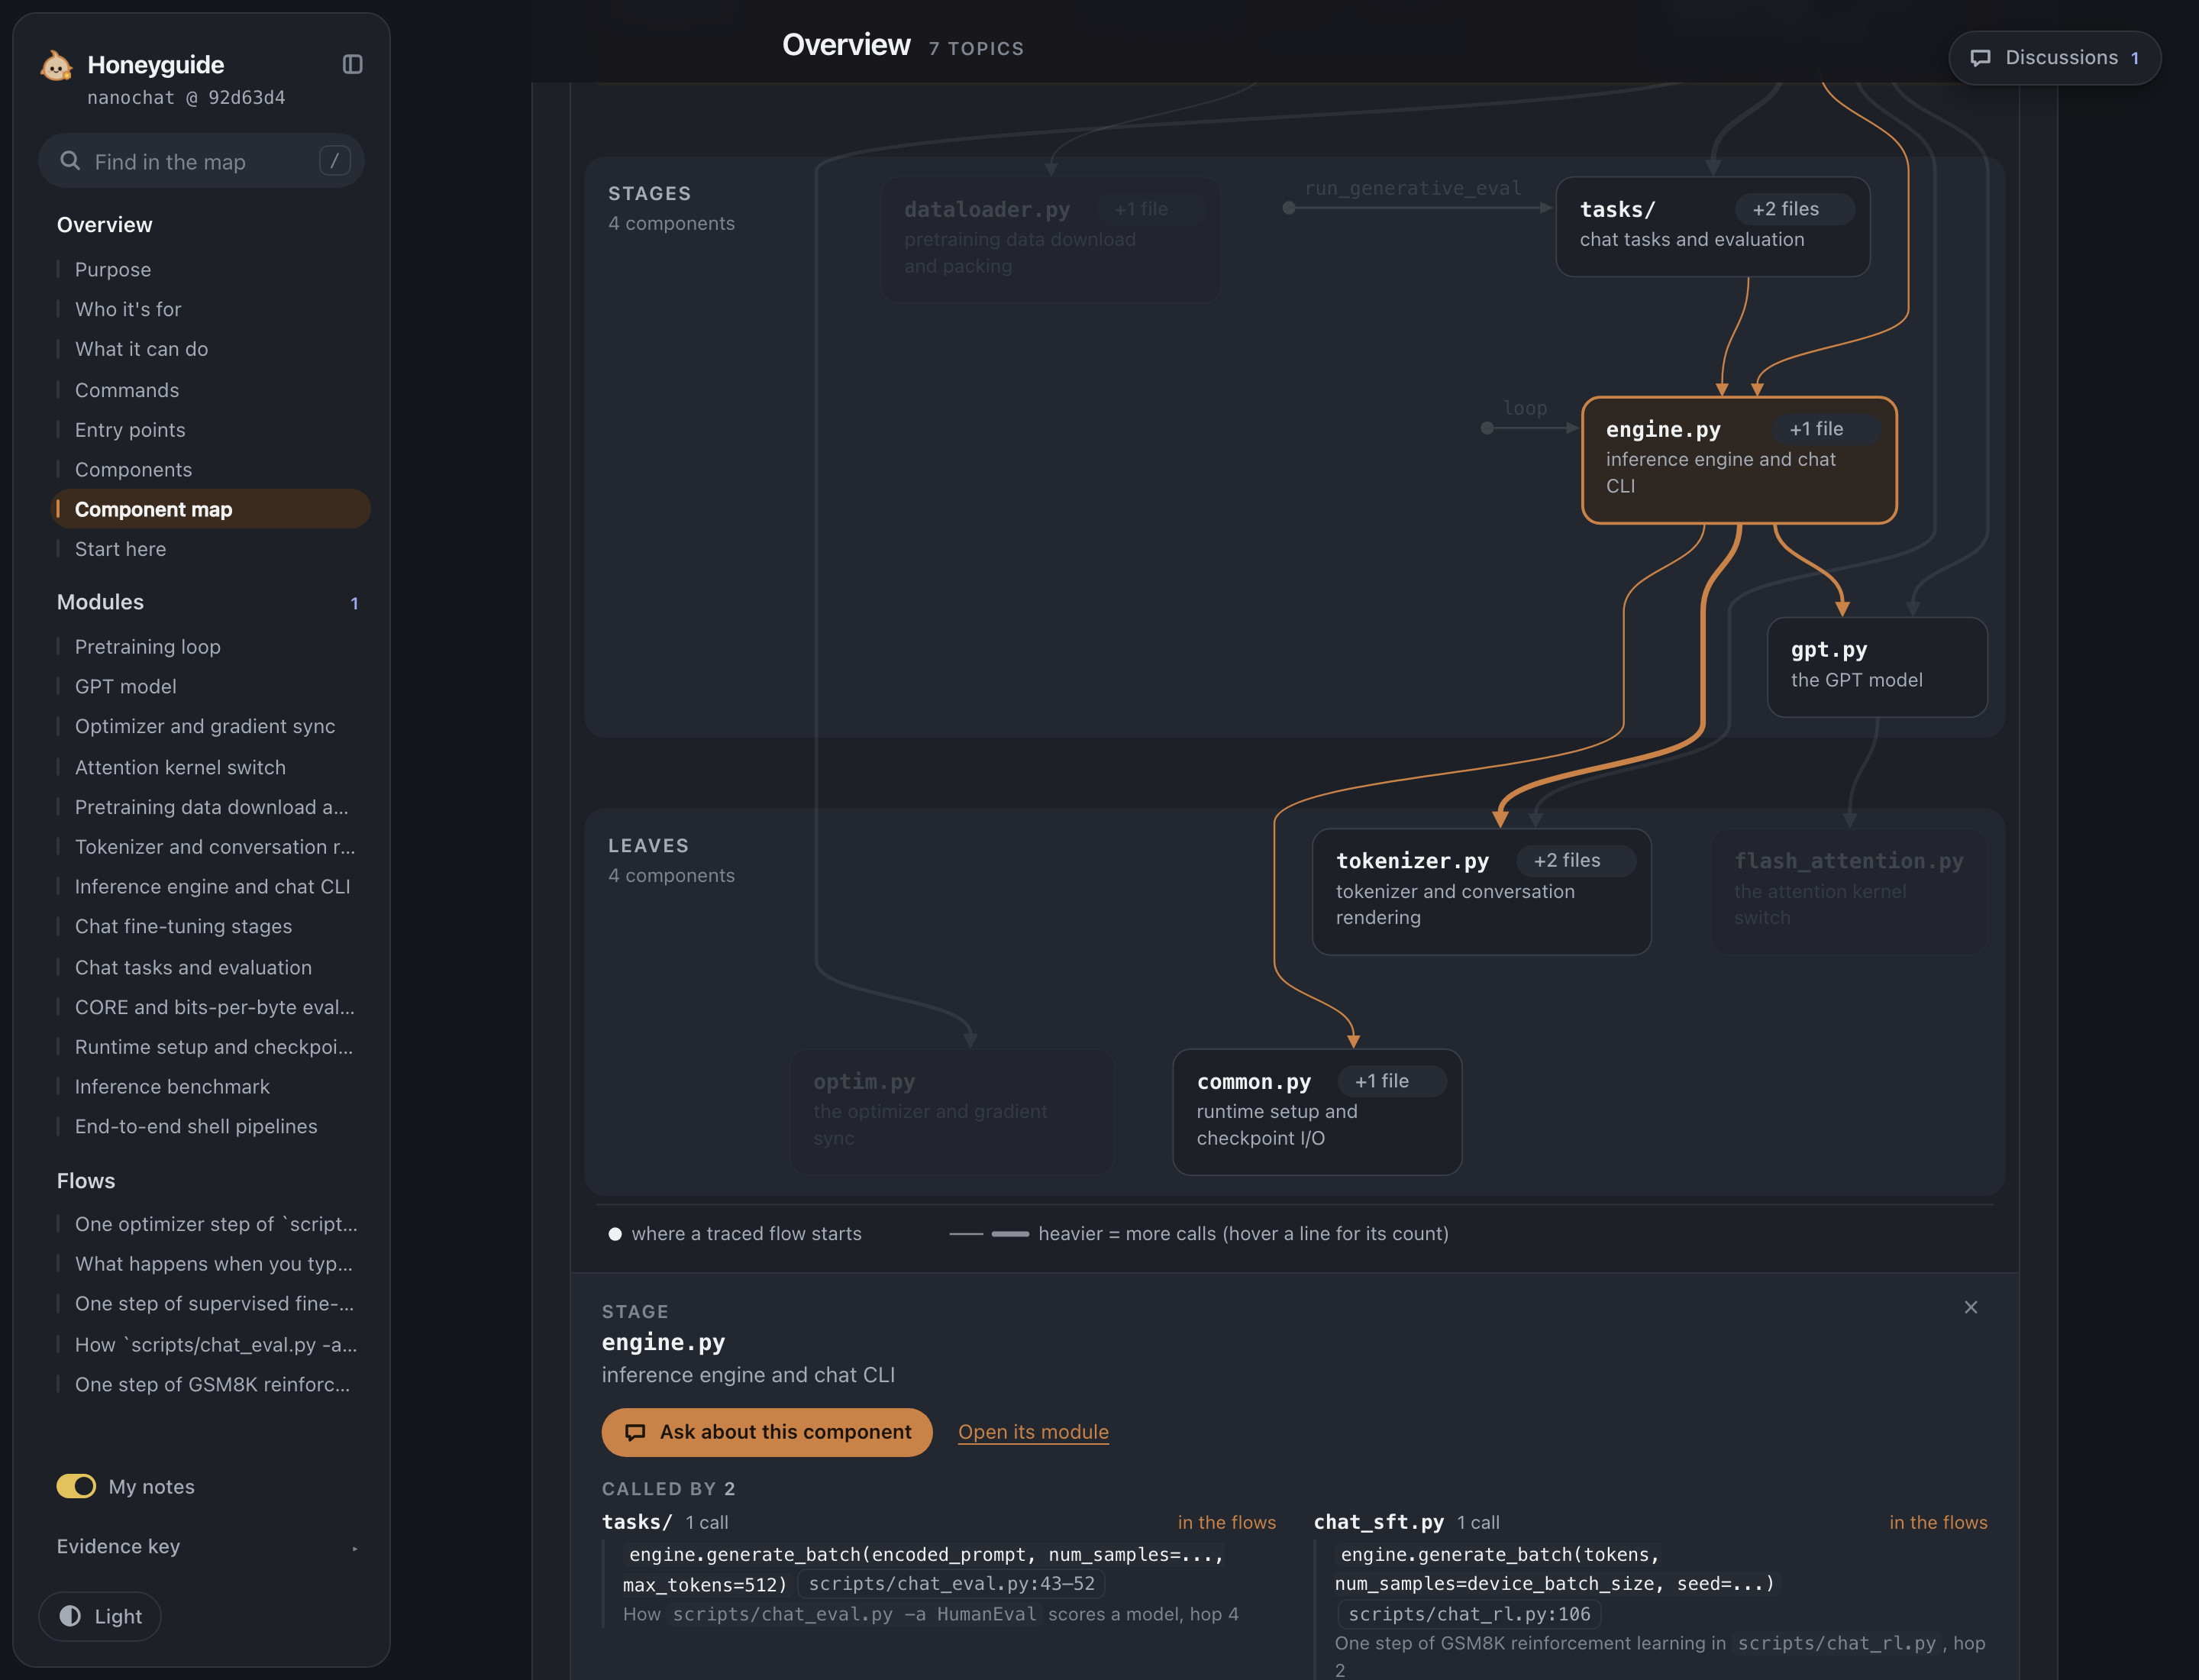 Honeyguide
nanochat @ 92d63d4
Find in the map /
Overview
Purpose
Who it's for
What it can do
Commands
Entry points
Components
Component map
Start here
Modules 1
Pretraining loop
GPT model
Optimizer and gradient sync
Attention kernel switch
Pretraining data download a...
Tokenizer and conversation r...
Inference engine and chat CLI
Chat fine-tuning stages
Chat tasks and evaluation
CORE and bits-per-byte eval...
Runtime setup and checkpoi...
Inference benchmark
End-to-end shell pipelines
Flows
One optimizer step of `script...
What happens when you typ...
One step of supervised fine-...
How `scripts/chat_eval.py -a...
One step of GSM8K reinforc...
My notes
Evidence key
Light
Overview 7 TOPICS
Discussions 1
STAGES
4 components
dataloader.py +1 file
pretraining data download
and packing
run_generative_eval
tasks/ +2 files
chat tasks and evaluation
loop
engine.py +1 file
inference engine and chat
CLI
gpt.py
the GPT model
LEAVES
4 components
tokenizer.py +2 files
tokenizer and conversation
rendering
flash_attention.py
the attention kernel
switch
optim.py
the optimizer and gradient
sync
common.py +1 file
runtime setup and
checkpoint I/O
where a traced flow starts
heavier = more calls (hover a line for its count)
STAGE
engine.py
inference engine and chat CLI
Ask about this component
Open its module
CALLED BY 2
tasks/ 1 call in the flows
engine.generate_batch(encoded_prompt, num_samples=...,
max_tokens=512) scripts/chat_eval.py:43–52
How scripts/chat_eval.py -a HumanEval scores a model, hop 4
chat_sft.py 1 call in the flows
engine.generate_batch(tokens,
num_samples=device_batch_size, seed=...)
scripts/chat_rl.py:106
One step of GSM8K reinforcement learning in scripts/chat_rl.py , hop
2